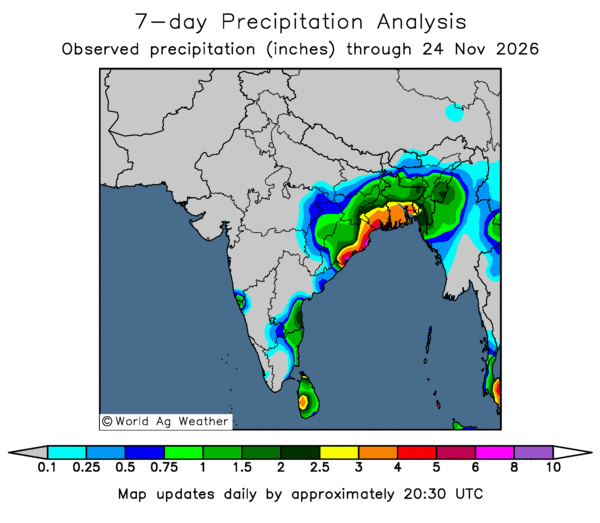 7-day Precipitation Analysis
Observed precipitation (inches) through 24 Nov 2026
©World Ag Weather
0.1 0.25 0.5 0.75 1 1.5 2 2.5 3 4 5 6 8 10
Map updates daily by approximately 20:30 UTC